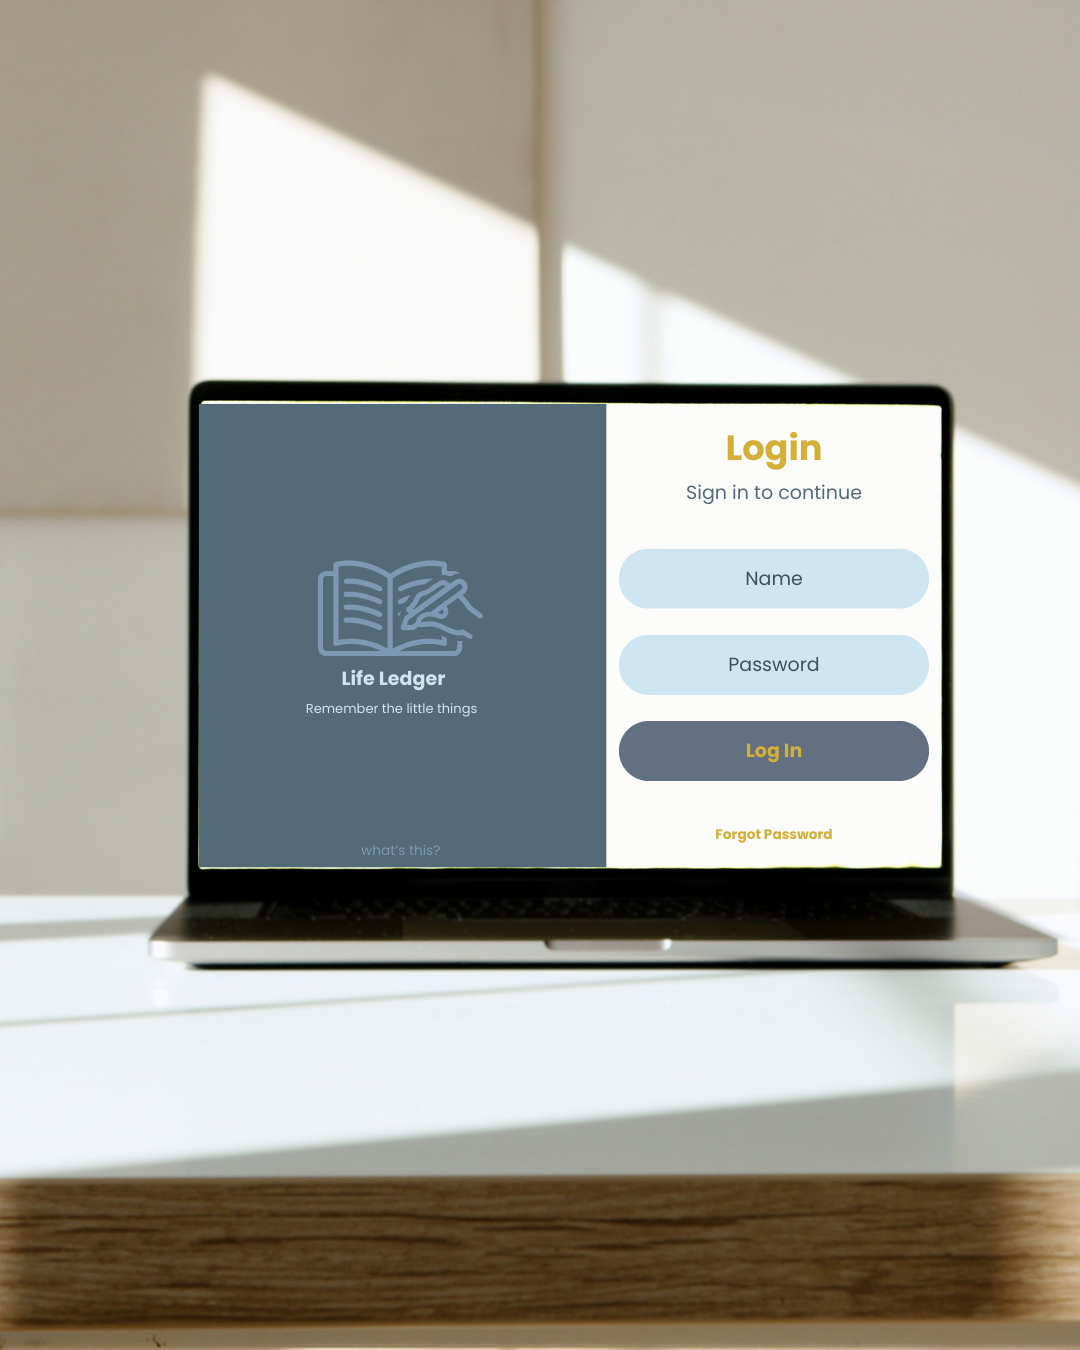 Life Ledger
Remember the little things
what's this?
Login
Sign in to continue
Name
Password
Log In
Forgot Password